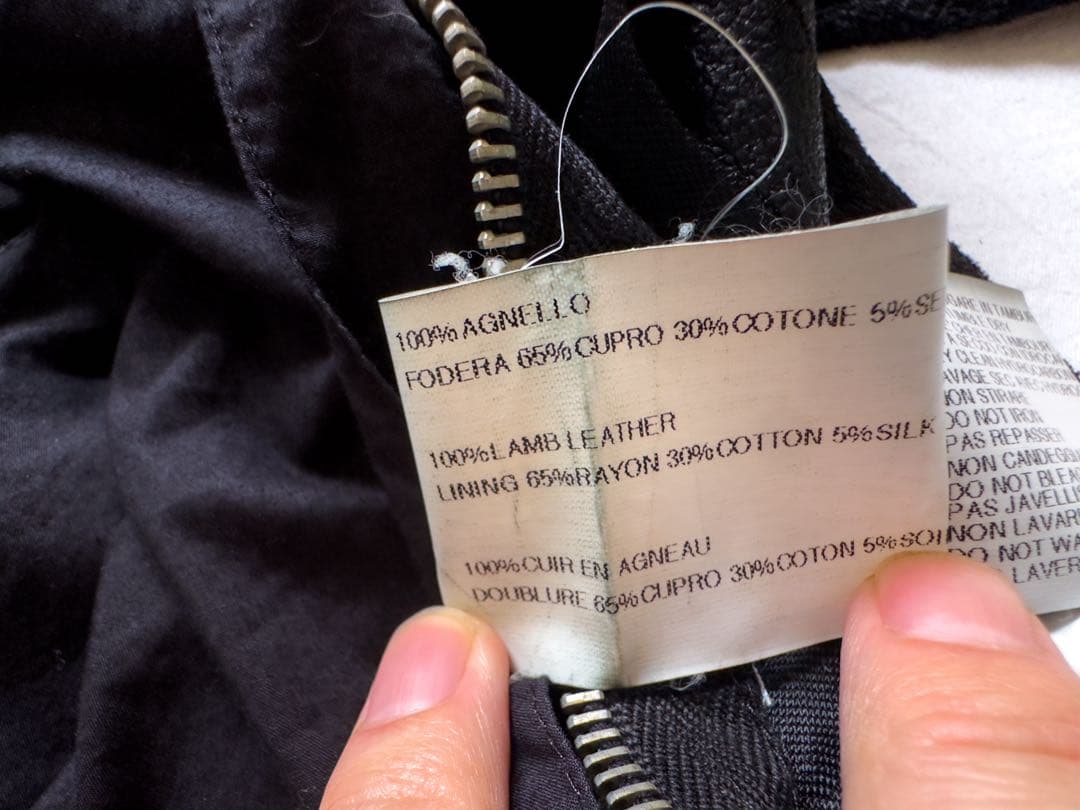 100% AGNELLO
FODERA 65% CUPRO 30% COTONE 5% SE
100% LAMB LEATHER
LINING 65% RAYON 30% COTTON 5% SILK
100% CUIR EN AGNEAU
DOUBLURE 65% CUPRO 30% COTON 5% SOI
NON STIRARE
DO NOT IRON
PAS REPASSER
NON CANDEGG
DO NOT BLEA
PAS JAVELLI
NON LAVAR
DO NOT WA
LAVER